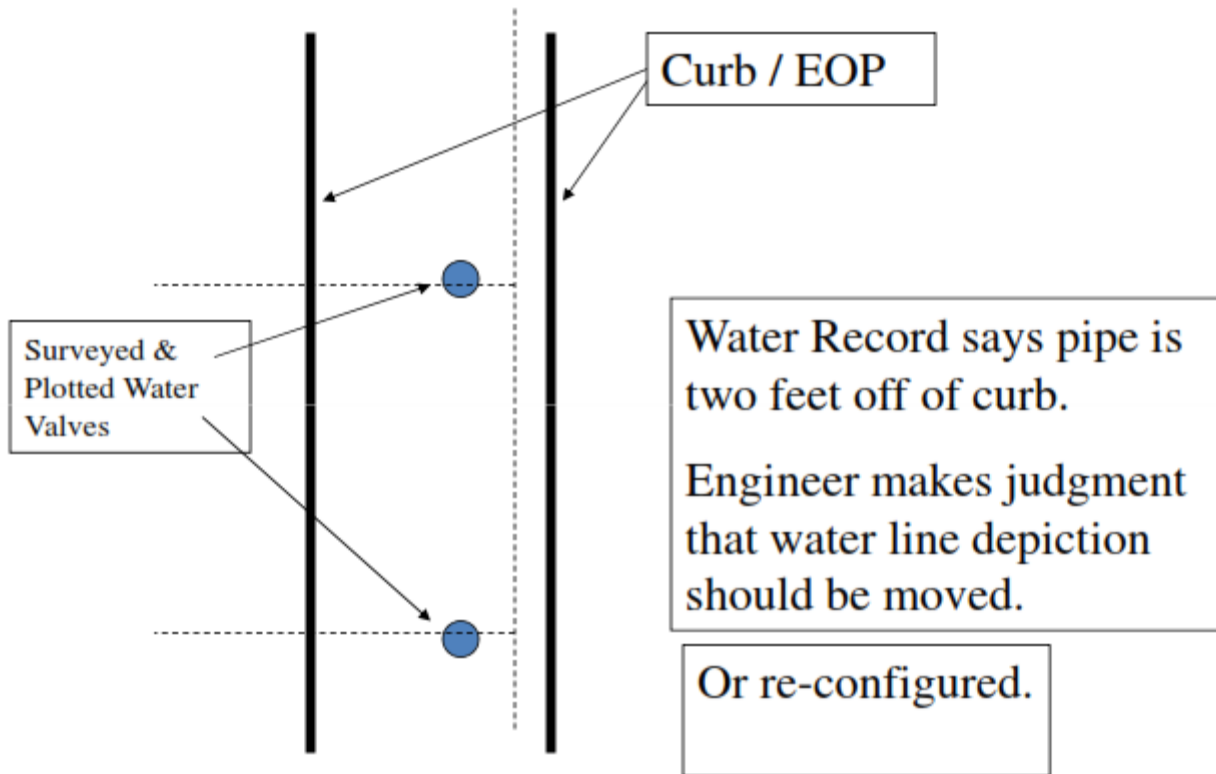 Curb / EOP
Surveyed &
Plotted Water
Valves
Water Record says pipe is
two feet off of curb.
Engineer makes judgment
that water line depiction
should be moved.
Or re-configured.